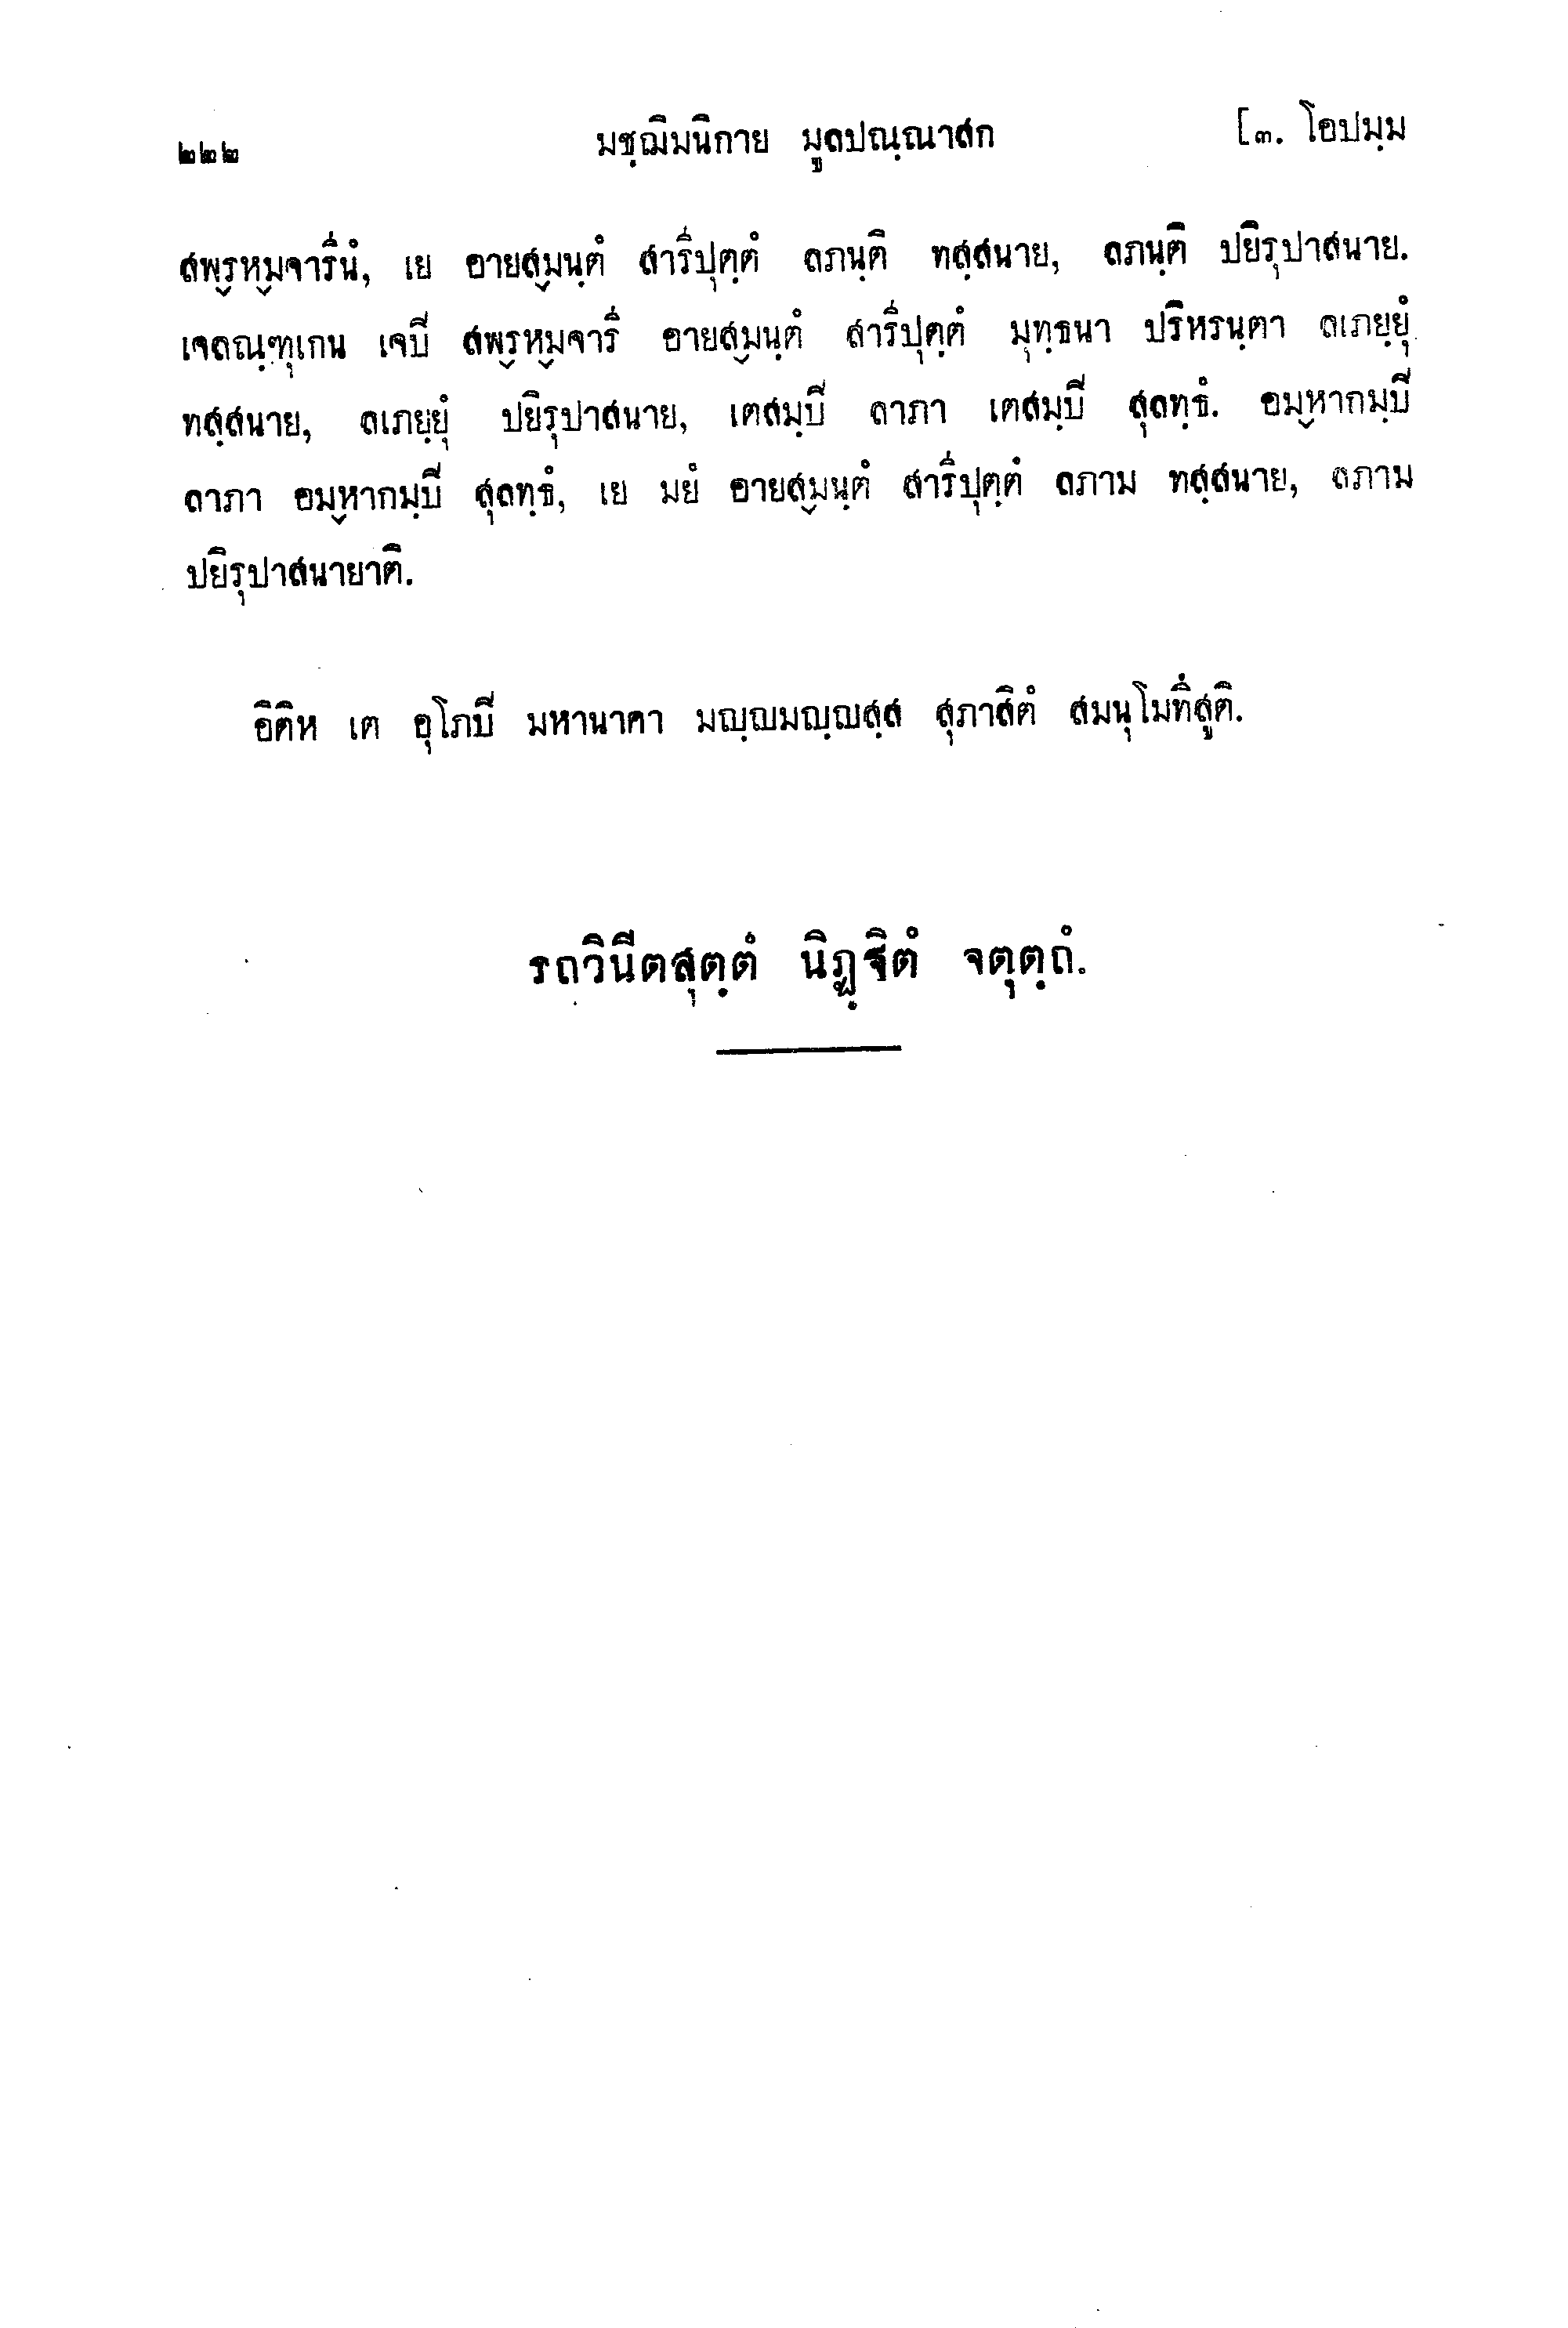 ๒๒๒ มชฺฌิมนิกาย มูลปณฺณาสก [๓. โอปมฺม
สพฺรหฺมจารีนํ, เย อายสฺมนฺตํ สารีปุตฺตํ ลภนฺติ ทสฺสนาย, ลภนฺติ ปยิรุปาสนาย.
เจลณฺฑุเกน เจปิ สพฺรหฺมจารี อายสฺมนฺตํ สารีปุตฺตํ มุทฺธนา ปริหรนฺตา ลเภยฺยุํ
ทสฺสนาย, ลเภยฺยุํ ปยิรุปาสนาย, เตสมฺปิ ลาภา เตสมฺปิ สุลทฺธํ. อมฺหากมฺปิ
ลาภา อมฺหากมฺปิ สุลทฺธํ, เย มยํ อายสฺมนฺตํ สารีปุตฺตํ ลภาม ทสฺสนาย, ลภาม
ปยิรุปาสนายาติ.
อิติห เต อุโภปิ มหานาคา มญฺญมญฺญสฺส สุภาสิตํ สมนุโมทึสูติ.
รถวินีตสุตฺตํ นิฏฺฐิตํ จตุตฺถํ.